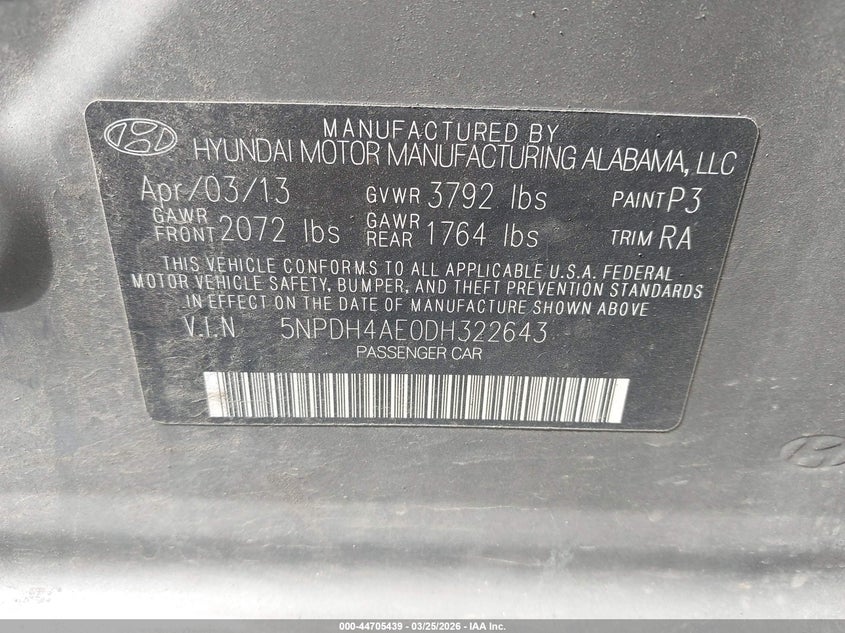 MANUFACTURED BY
HYUNDAI MOTOR MANUFACTURING ALABAMA, LLC
Apr/03/13 GVWR 3792 lbs PAINT P3
GAWR FRONT 2072 lbs GAWR REAR 1764 lbs TRIM RA
THIS VEHICLE CONFORMS TO ALL APPLICABLE U.S.A. FEDERAL
MOTOR VEHICLE SAFETY, BUMPER, AND THEFT PREVENTION STANDARDS
IN EFFECT ON THE DATE OF MANUFACTURE SHOWN ABOVE
V.I.N 5NPDH4AE0DH322643
PASSENGER CAR
000-44705439 - 03/25/2026 - IAA Inc.